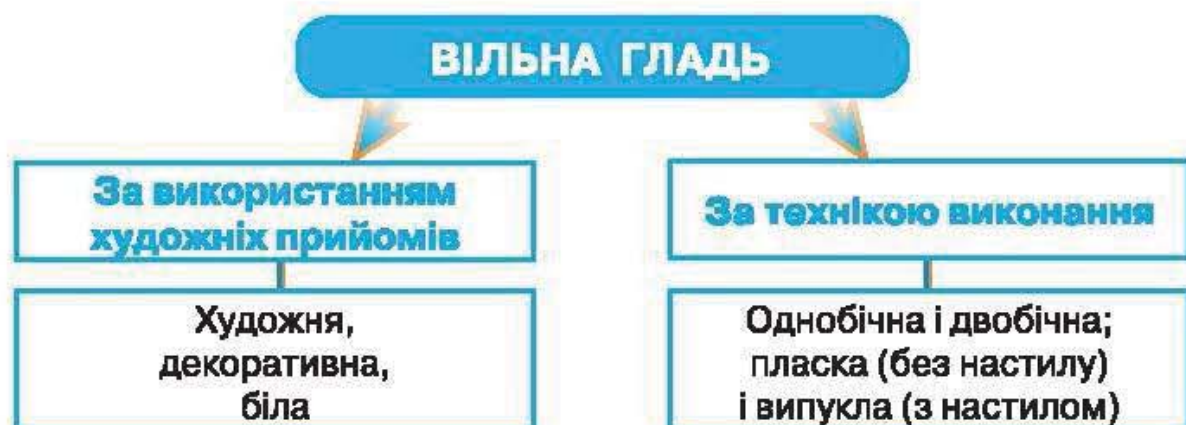 ВІЛЬНА ГЛАДЬ
За використанням
художніх прийомів
Художня,
декоративна,
біла
За технікою виконання
Однобічна і двобічна;
пласка (без настилу)
і випукла (з настилом)